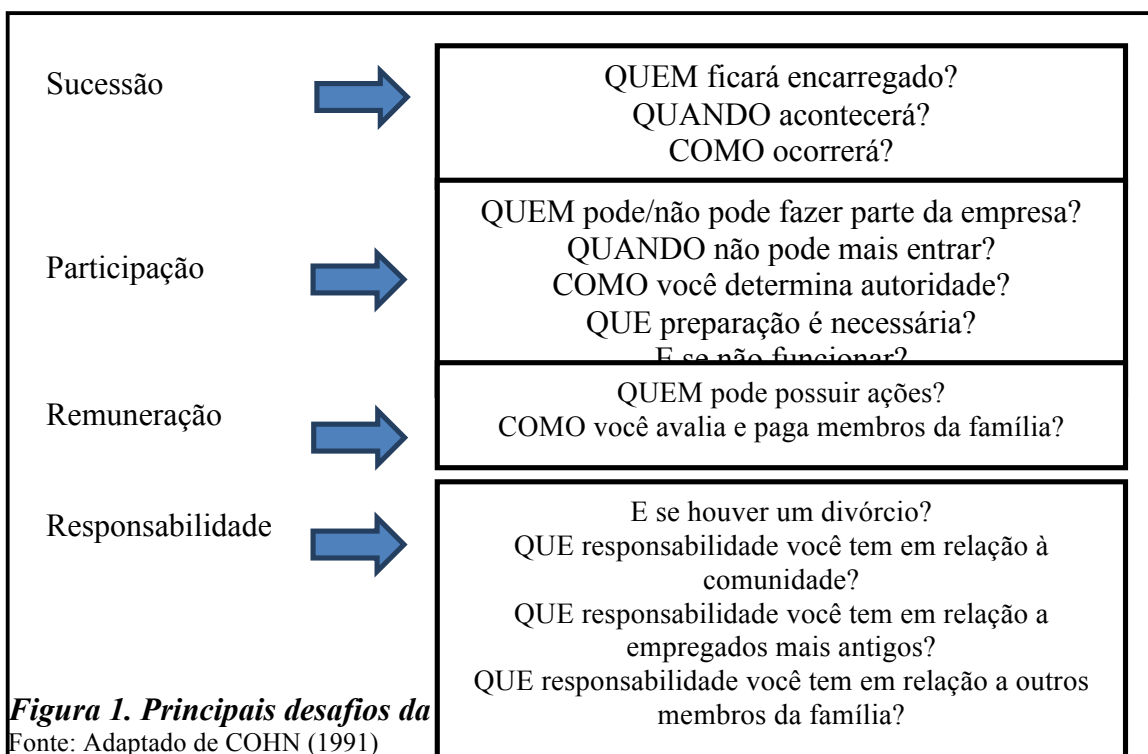 Sucessão
QUEM ficará encarregado?
QUANDO acontecerá?
COMO ocorrerá?
Participação
QUEM pode/não pode fazer parte da empresa?
QUANDO não pode mais entrar?
COMO você determina autoridade?
QUE preparação é necessária?
E se não funcionar?
Remuneração
QUEM pode possuir ações?
COMO você avalia e paga membros da família?
Responsabilidade
E se houver um divórcio?
QUE responsabilidade você tem em relação à
comunidade?
QUE responsabilidade você tem em relação a
empregados mais antigos?
QUE responsabilidade você tem em relação a outros
membros da família?
Figura 1. Principais desafios da
Fonte: Adaptado de COHN (1991)